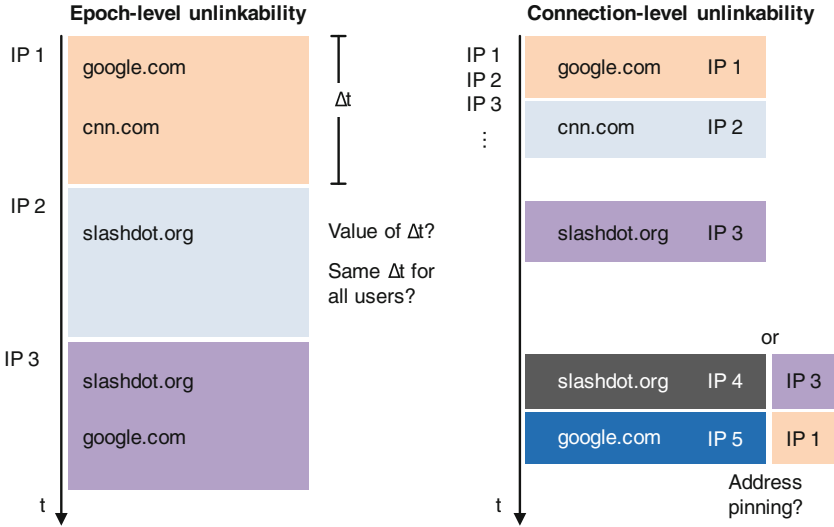 Epoch-level unlinkability
IP 1
google.com
cnn.com
Δt
IP 2
slashdot.org
Value of Δt?
Same Δt for
all users?
IP 3
slashdot.org
google.com
t
Connection-level unlinkability
IP 1
IP 2
IP 3
⋮
google.com IP 1
cnn.com IP 2
slashdot.org IP 3
or
slashdot.org IP 4 IP 3
google.com IP 5 IP 1
Address
pinning?
t